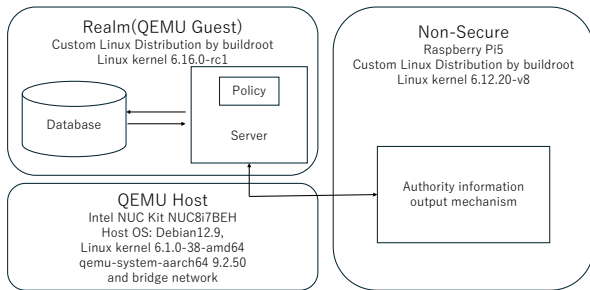 Realm(QEMU Guest)
Custom Linux Distribution by buildroot
Linux kernel 6.16.0-rc1
Database
Policy
Server
QEMU Host
Intel NUC Kit NUC8i7BEH
Host OS: Debian12.9,
Linux kernel 6.1.0-38-amd64
qemu-system-aarch64 9.2.50
and bridge network
Non-Secure
Raspberry Pi5
Custom Linux Distribution by buildroot
Linux kernel 6.12.20-v8
Authority information
output mechanism